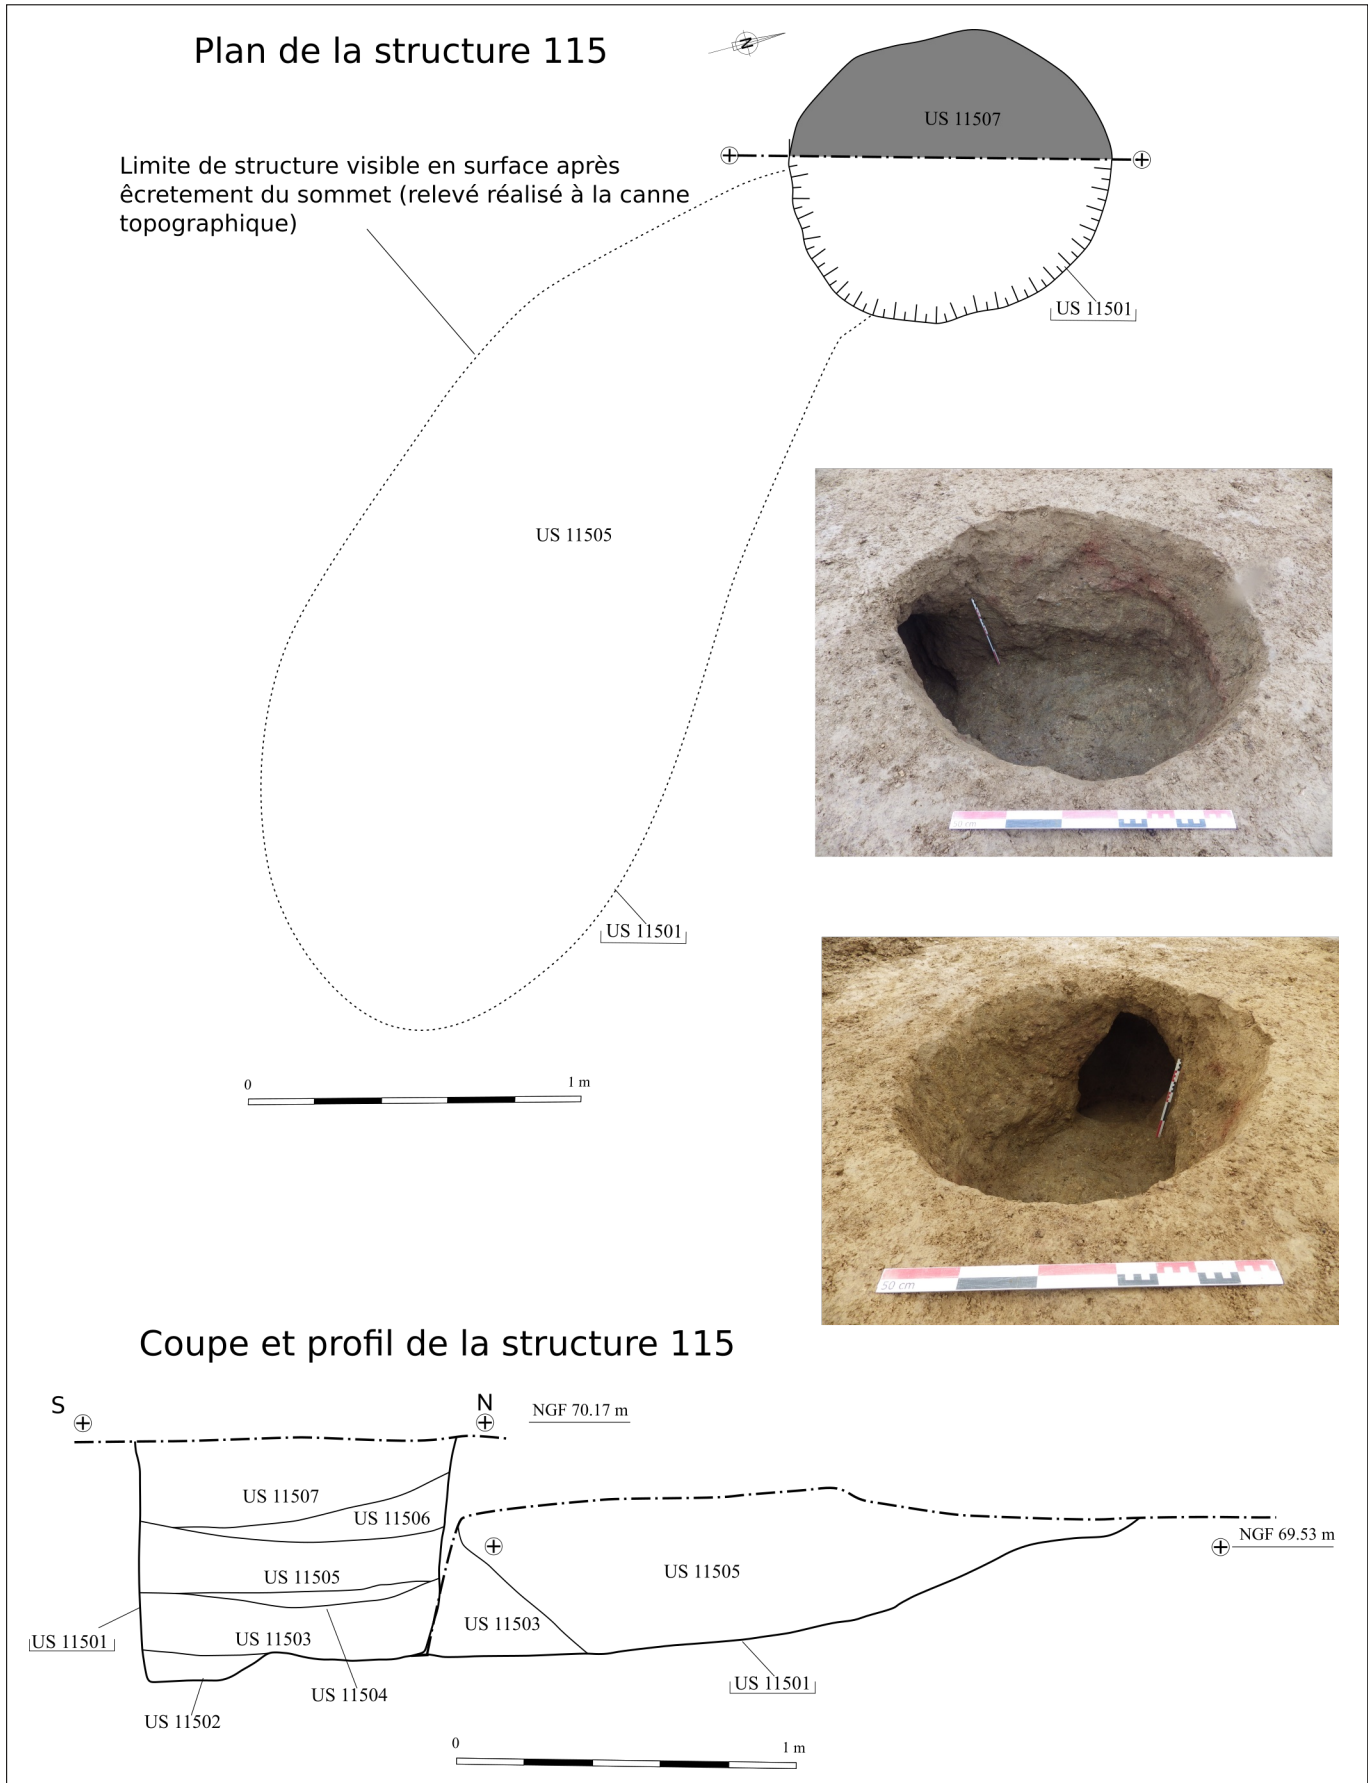 Plan de la structure 115
N
US 11507
Limite de structure visible en surface après
êcretement du sommet (relevé réalisé à la canne
topographique)
US 11501
US 11505
50 cm
US 11501
0 1 m
50 cm
Coupe et profil de la structure 115
S N
NGF 70.17 m
US 11507
US 11506
NGF 69.53 m
US 11505 US 11505
US 11503
US 11501 US 11503
US 11501
US 11504
US 11502
0 1 m